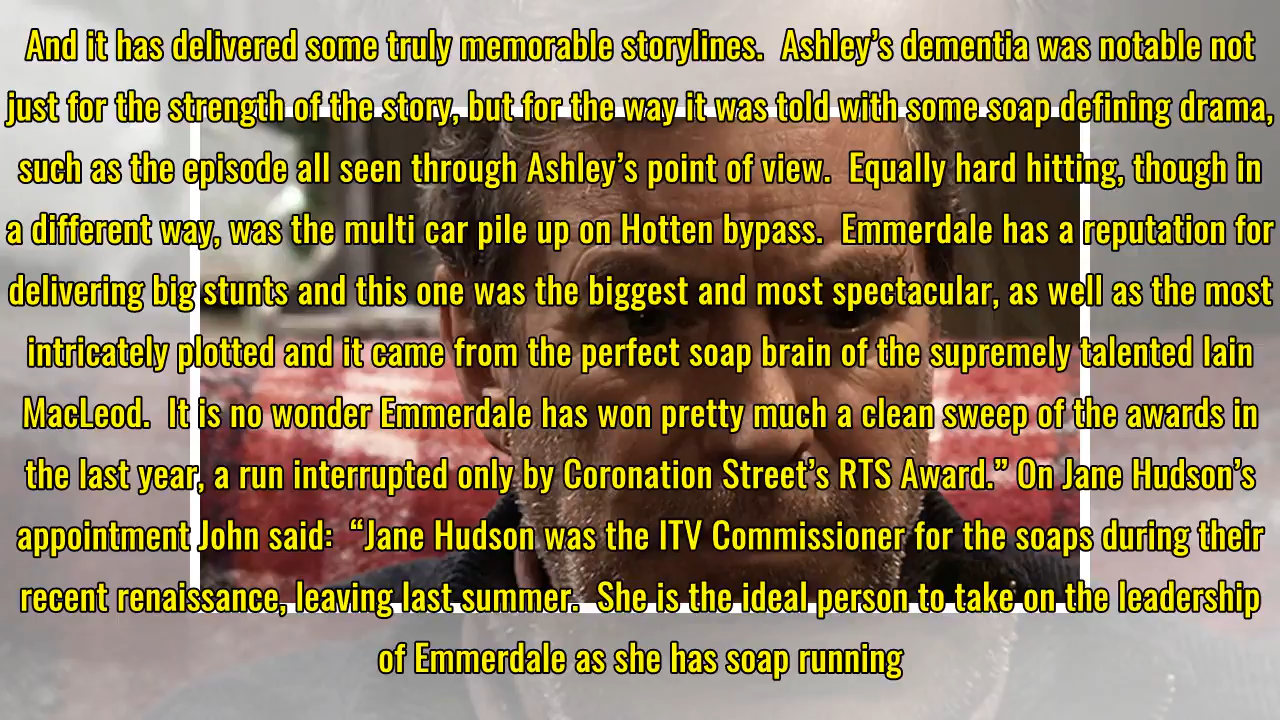 And it has delivered some truly memorable storylines.  Ashley’s dementia was notable not
just for the strength of the story, but for the way it was told with some soap defining drama,
such as the episode all seen through Ashley’s point of view.  Equally hard hitting, though in
a different way, was the multi car pile up on Hotten bypass.  Emmerdale has a reputation for
delivering big stunts and this one was the biggest and most spectacular, as well as the most
intricately plotted and it came from the perfect soap brain of the supremely talented Iain
MacLeod.  It is no wonder Emmerdale has won pretty much a clean sweep of the awards in
the last year, a run interrupted only by Coronation Street’s RTS Award.” On Jane Hudson’s
appointment John said:  “Jane Hudson was the ITV Commissioner for the soaps during their
recent renaissance, leaving last summer.  She is the ideal person to take on the leadership
of Emmerdale as she has soap running